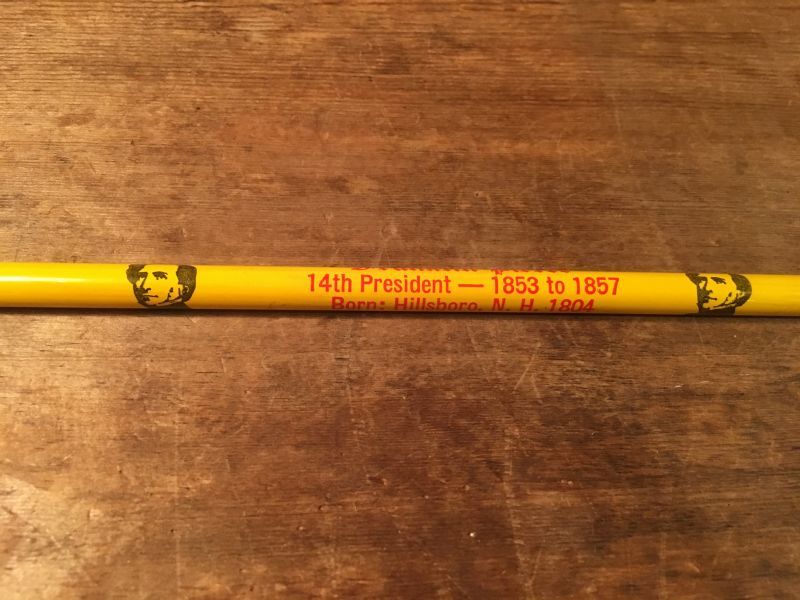 14th President — 1853 to 1857
Born: Hillsboro, N. H. 1804